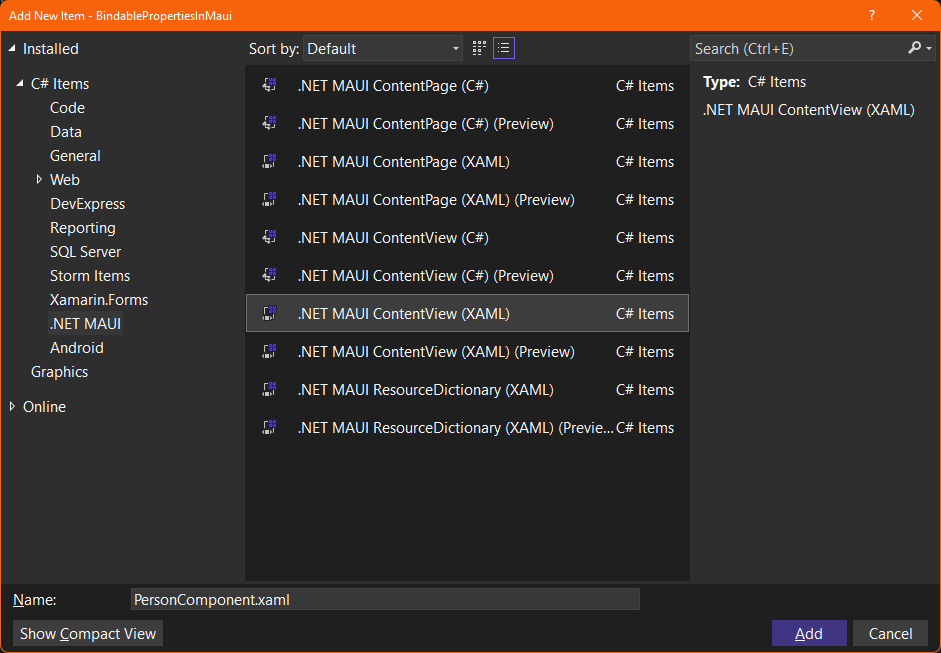 Add New Item - BindablePropertiesInMaui
?
Installed
C# Items
Code
Data
General
Web
DevExpress
Reporting
SQL Server
Storm Items
Xamarin.Forms
.NET MAUI
Android
Graphics
Online
Sort by: Default
.NET MAUI ContentPage (C#) C# Items
.NET MAUI ContentPage (C#) (Preview) C# Items
.NET MAUI ContentPage (XAML) C# Items
.NET MAUI ContentPage (XAML) (Preview) C# Items
.NET MAUI ContentView (C#) C# Items
.NET MAUI ContentView (C#) (Preview) C# Items
.NET MAUI ContentView (XAML) C# Items
.NET MAUI ContentView (XAML) (Preview) C# Items
.NET MAUI ResourceDictionary (XAML) C# Items
.NET MAUI ResourceDictionary (XAML) (Previe... C# Items
Search (Ctrl+E)
Type: C# Items
.NET MAUI ContentView (XAML)
Name: PersonComponent.xaml
Show Compact View
Add
Cancel